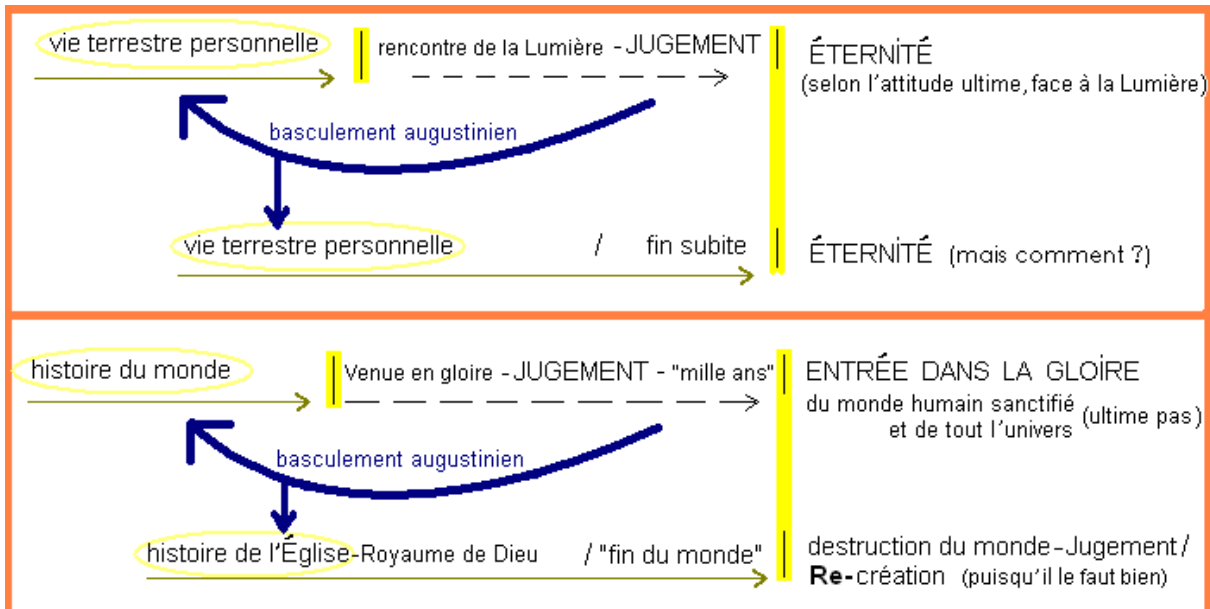 vie terrestre personnelle
rencontre de la Lumière - JUGEMENT
ÉTERNITÉ
(selon l'attitude ultime, face à la Lumière)
basculement augustinien
vie terrestre personnelle / fin subite
ÉTERNITÉ (mais comment ?)
histoire du monde
Venue en gloire - JUGEMENT - "mille ans"
ENTRÉE DANS LA GLOIRE
du monde humain sanctifié
et de tout l'univers
(ultime pas)
basculement augustinien
histoire de l'Église-Royaume de Dieu / "fin du monde"
destruction du monde-Jugement /
Re-création (puisqu'il le faut bien)